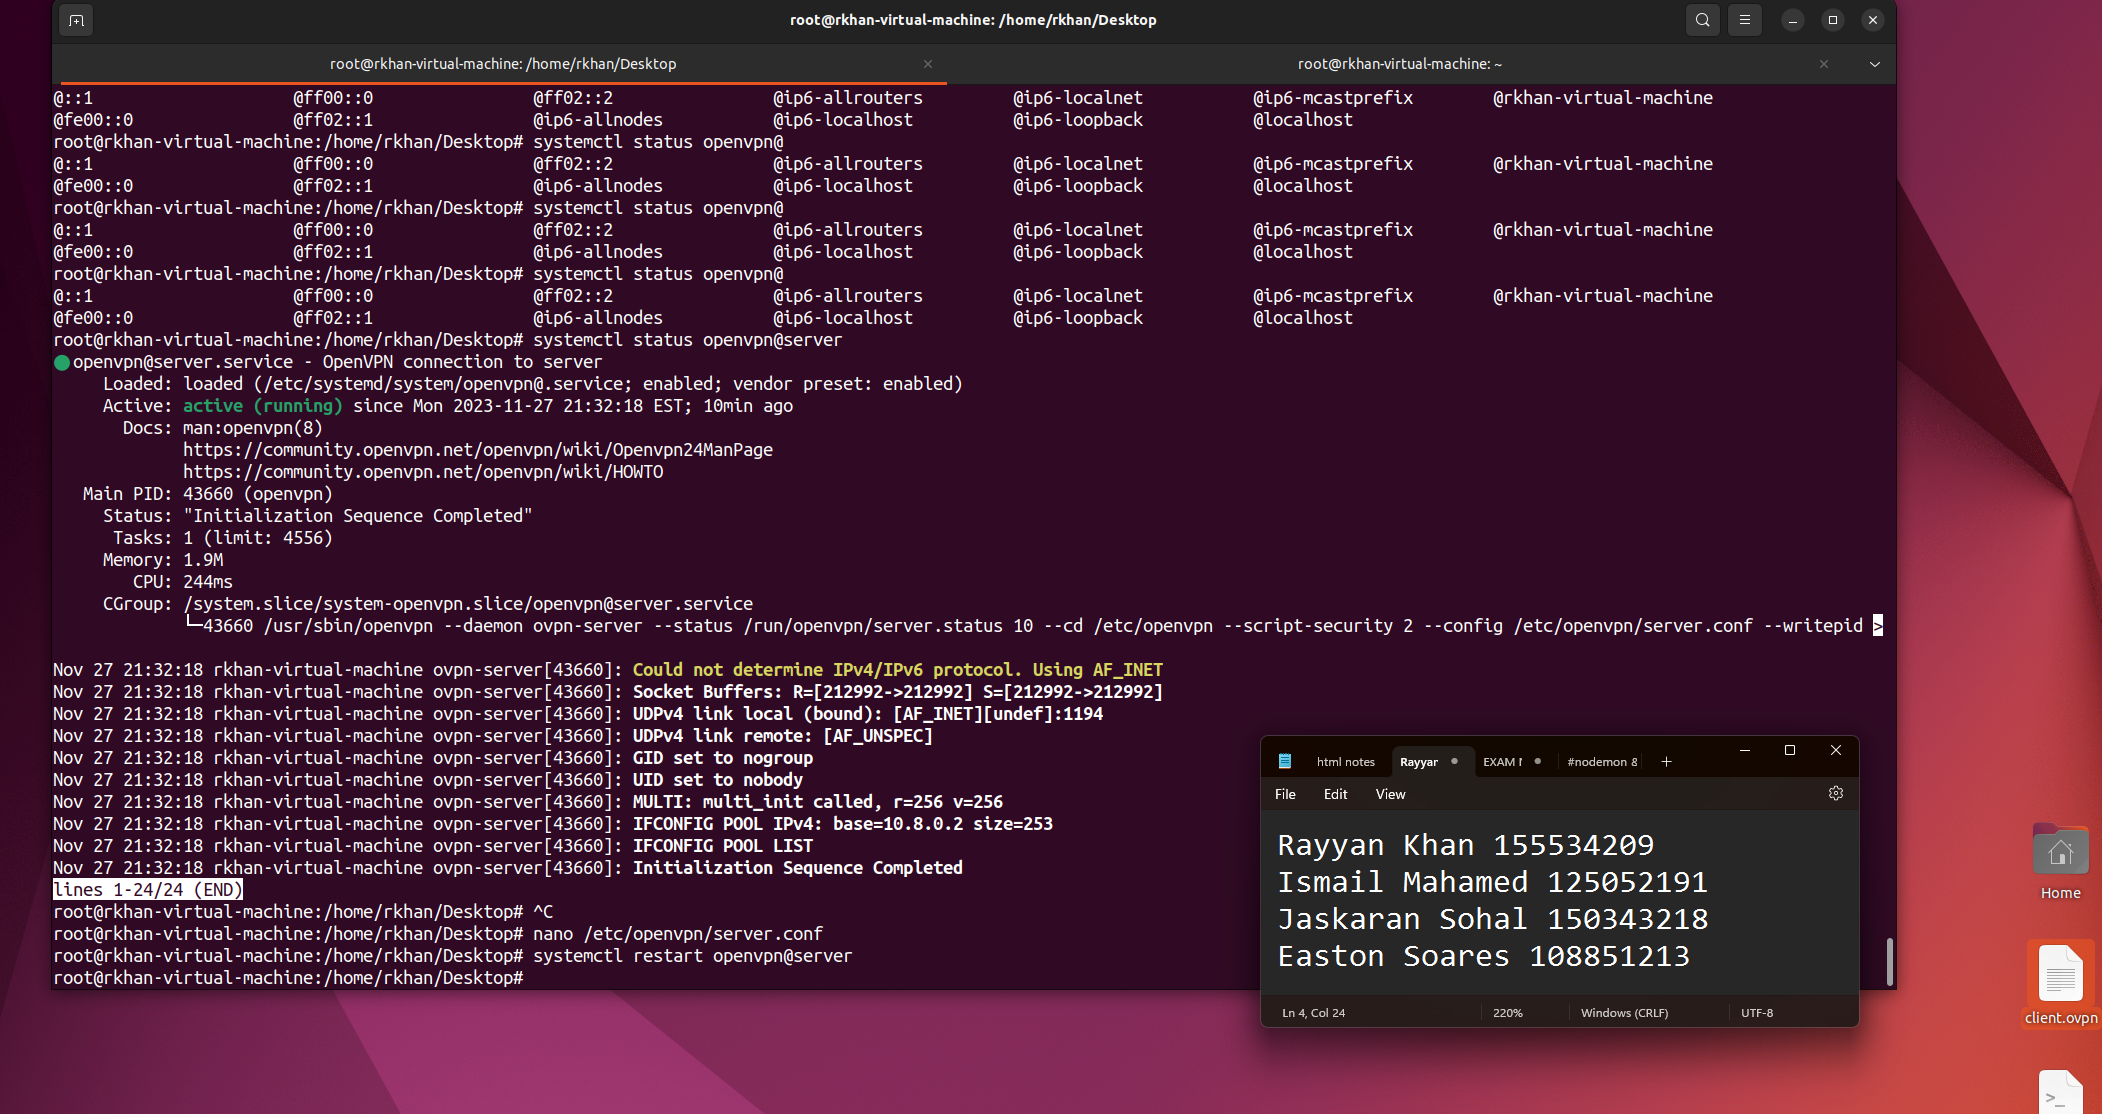 root@rkhan-virtual-machine: /home/rkhan/Desktop
root@rkhan-virtual-machine: /home/rkhan/Desktop × root@rkhan-virtual-machine: ~ ×
@::1 @ff00::0 @ff02::2 @ip6-allrouters @ip6-localnet @ip6-mcastprefix @rkhan-virtual-machine
@fe00::0 @ff02::1 @ip6-allnodes @ip6-localhost @ip6-loopback @localhost
root@rkhan-virtual-machine:/home/rkhan/Desktop# systemctl status openvpn@
@::1 @ff00::0 @ff02::2 @ip6-allrouters @ip6-localnet @ip6-mcastprefix @rkhan-virtual-machine
@fe00::0 @ff02::1 @ip6-allnodes @ip6-localhost @ip6-loopback @localhost
root@rkhan-virtual-machine:/home/rkhan/Desktop# systemctl status openvpn@
@::1 @ff00::0 @ff02::2 @ip6-allrouters @ip6-localnet @ip6-mcastprefix @rkhan-virtual-machine
@fe00::0 @ff02::1 @ip6-allnodes @ip6-localhost @ip6-loopback @localhost
root@rkhan-virtual-machine:/home/rkhan/Desktop# systemctl status openvpn@
@::1 @ff00::0 @ff02::2 @ip6-allrouters @ip6-localnet @ip6-mcastprefix @rkhan-virtual-machine
@fe00::0 @ff02::1 @ip6-allnodes @ip6-localhost @ip6-loopback @localhost
root@rkhan-virtual-machine:/home/rkhan/Desktop# systemctl status openvpn@server
● openvpn@server.service - OpenVPN connection to server
Loaded: loaded (/etc/systemd/system/openvpn@.service; enabled; vendor preset: enabled)
Active: active (running) since Mon 2023-11-27 21:32:18 EST; 10min ago
Docs: man:openvpn(8)
https://community.openvpn.net/openvpn/wiki/Openvpn24ManPage
https://community.openvpn.net/openvpn/wiki/HOWTO
Main PID: 43660 (openvpn)
Status: "Initialization Sequence Completed"
Tasks: 1 (limit: 4556)
Memory: 1.9M
CPU: 244ms
CGroup: /system.slice/system-openvpn.slice/openvpn@server.service
└─43660 /usr/sbin/openvpn --daemon ovpn-server --status /run/openvpn/server.status 10 --cd /etc/openvpn --script-security 2 --config /etc/openvpn/server.conf --writepid >
Nov 27 21:32:18 rkhan-virtual-machine ovpn-server[43660]: Could not determine IPv4/IPv6 protocol. Using AF_INET
Nov 27 21:32:18 rkhan-virtual-machine ovpn-server[43660]: Socket Buffers: R=[212992->212992] S=[212992->212992]
Nov 27 21:32:18 rkhan-virtual-machine ovpn-server[43660]: UDPv4 link local (bound): [AF_INET][undef]:1194
Nov 27 21:32:18 rkhan-virtual-machine ovpn-server[43660]: UDPv4 link remote: [AF_UNSPEC]
Nov 27 21:32:18 rkhan-virtual-machine ovpn-server[43660]: GID set to nogroup
Nov 27 21:32:18 rkhan-virtual-machine ovpn-server[43660]: UID set to nobody
Nov 27 21:32:18 rkhan-virtual-machine ovpn-server[43660]: MULTI: multi_init called, r=256 v=256
Nov 27 21:32:18 rkhan-virtual-machine ovpn-server[43660]: IFCONFIG POOL IPv4: base=10.8.0.2 size=253
Nov 27 21:32:18 rkhan-virtual-machine ovpn-server[43660]: IFCONFIG POOL LIST
Nov 27 21:32:18 rkhan-virtual-machine ovpn-server[43660]: Initialization Sequence Completed
lines 1-24/24 (END)
root@rkhan-virtual-machine:/home/rkhan/Desktop# ^C
root@rkhan-virtual-machine:/home/rkhan/Desktop# nano /etc/openvpn/server.conf
root@rkhan-virtual-machine:/home/rkhan/Desktop# systemctl restart openvpn@server
root@rkhan-virtual-machine:/home/rkhan/Desktop#
html notes Rayyar EXAM #nodemon &
File Edit View
Rayyan Khan 155534209
Ismail Mahamed 125052191
Jaskaran Sohal 150343218
Easton Soares 108851213
Ln 4, Col 24 220% Windows (CRLF) UTF-8
Home
client.ovpn